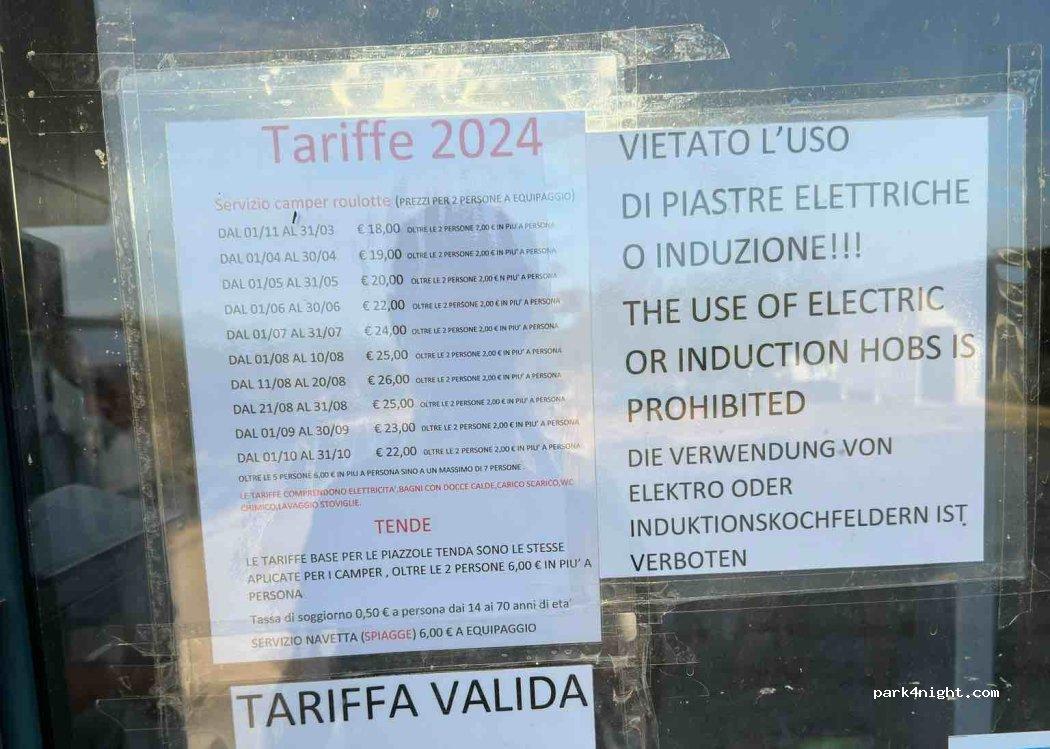 Tariffe 2024
Servizio camper roulotte (PREZZI PER 2 PERSONE A EQUIPAGGIO)
DAL 01/11 AL 31/03 € 18,00 OLTRE LE 2 PERSONE 2,00 € IN PIU' A PERSONA
DAL 01/04 AL 30/04 € 19,00 OLTRE LE 2 PERSONE 2,00 € IN PIU' A PERSONA
DAL 01/05 AL 31/05 € 20,00 OLTRE LE 2 PERSONE 2,00 € N PIU' A PERSONA
DAL 01/06 AL 30/06 € 22,00 OLTRE LE 2 PERSONE 2,00 € IN PIU' A PERSONA
DAL 01/07 AL 31/07 € 24,00 OLTRE LE 2 PERSONE 2,00 € IN PIU' A PERSONA
DAL 01/08 AL 10/08 € 25,00 OLTRE LE 2 PERSONE 2,00 € IN PIU' A PERSONA
DAL 11/08 AL 20/08 € 26,00 OLTRE LE 2 PERSONE 2,00 € IN PIU' A PERSONA
DAL 21/08 AL 31/08 € 25,00 OLTRE LE 2 PERSONE 2,00 € IN PIU' A PERSONA
DAL 01/09 AL 30/09 € 23,00 OLTRE LE 2 PERSONE 2,00 € IN PIU' A PERSONA
DAL 01/10 AL 31/10 € 22,00 OLTRE LE 2 PERSONE 2,00 € IN PIU' A PERSONA
OLTRE LE 5 PERSONE 6,00 € IN PIU A PERSONA SINO A UN MASSIMO DI 7 PERSONE
LE TARIFFE COMPRENDONO ELETTRICITA',BAGNI CON DOCCE CALDE,CARICO SCARICO,WC
CHIMICO,LAVAGGIO STOVIGLIE.
TENDE
LE TARIFFE BASE PER LE PIAZZOLE TENDA SONO LE STESSE
APLICATE PER I CAMPER , OLTRE LE 2 PERSONE 6,00 € IN PIU' A
PERSONA
Tassa di soggiorno 0,50 € a persona dai 14 ai 70 anni di eta'
SERVIZIO NAVETTA (SPIAGGE) 6,00 € A EQUIPAGGIO
TARIFFA VALIDA
VIETATO L'USO
DI PIASTRE ELETTRICHE
O INDUZIONE!!!
THE USE OF ELECTRIC
OR INDUCTION HOBS IS
PROHIBITED
DIE VERWENDUNG VON
ELEKTRO ODER
INDUKTIONSKOCHFELDERN IST
VERBOTEN
park4night.com